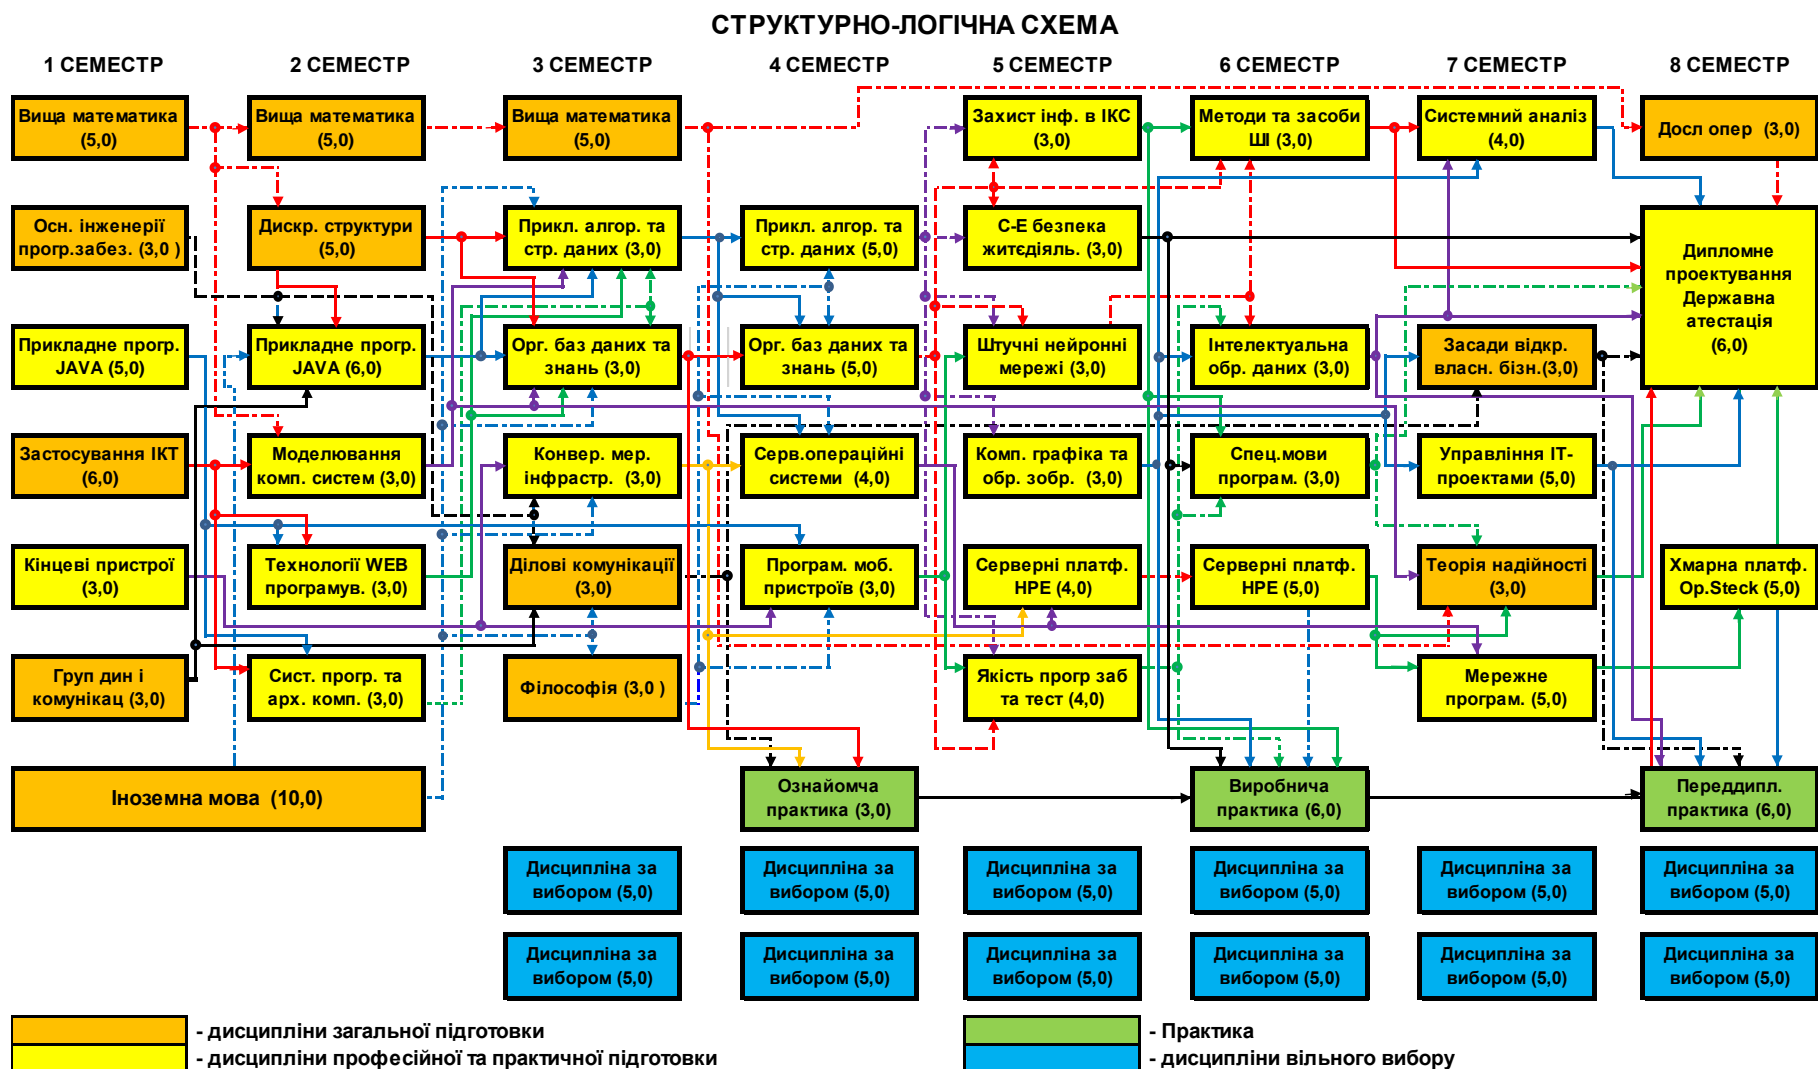 СТРУКТУРНО-ЛОГІЧНА СХЕМА
1 СЕМЕСТР
2 СЕМЕСТР
3 СЕМЕСТР
4 СЕМЕСТР
5 СЕМЕСТР
6 СЕМЕСТР
7 СЕМЕСТР
8 СЕМЕСТР
Вища математика
(5,0)
Вища математика
(5,0)
Вища математика
(5,0)
Захист інф. в ІКС
(3,0)
Методи та засоби
ШІ (3,0)
Системний аналіз
(4,0)
Досл опер (3,0)
Осн. інженерії
прогр.забез. (3,0 )
Дискр. структури
(5,0)
Прикл. алгор. та
стр. даних (3,0)
Прикл. алгор. та
стр. даних (5,0)
С-Е безпека
житєдіяль. (3,0)
Дипломне
проектування
Державна
атестація
(6,0)
Прикладне прогр.
JAVA (5,0)
Прикладне прогр.
JAVA (6,0)
Орг. баз даних та
знань (3,0)
Орг. баз даних та
знань (5,0)
Штучні нейронні
мережі (3,0)
Інтелектуальна
обр. даних (3,0)
Засади відкр.
власн. бізн.(3,0)
Застосування ІКТ
(6,0)
Моделювання
комп. систем (3,0)
Конвер. мер.
інфрастр. (3,0)
Серв.операційні
системи (4,0)
Комп. графіка та
обр. зобр. (3,0)
Спец.мови
програм. (3,0)
Управління ІТ-
проектами (5,0)
Кінцеві пристрої
(3,0)
Технології WEB
програмув. (3,0)
Ділові комунікації
(3,0)
Програм. моб.
пристроїв (3,0)
Серверні платф.
HPE (4,0)
Серверні платф.
HPE (5,0)
Теорія надійності
(3,0)
Хмарна платф.
Op.Steck (5,0)
Груп дин і
комунікац (3,0)
Сист. прогр. та
арх. комп. (3,0)
Філософія (3,0 )
Якість прогр заб
та тест (4,0)
Мережне
програм. (5,0)
Іноземна мова (10,0)
Ознайомча
практика (3,0)
Виробнича
практика (6,0)
Переддипл.
практика (6,0)
Дисципліна за
вибором (5,0)
Дисципліна за
вибором (5,0)
Дисципліна за
вибором (5,0)
Дисципліна за
вибором (5,0)
Дисципліна за
вибором (5,0)
Дисципліна за
вибором (5,0)
Дисципліна за
вибором (5,0)
Дисципліна за
вибором (5,0)
Дисципліна за
вибором (5,0)
Дисципліна за
вибором (5,0)
Дисципліна за
вибором (5,0)
Дисципліна за
вибором (5,0)
- дисципліни загальної підготовки
- Практика
- дисципліни професійної та практичної підготовки
- дисципліни вільного вибору